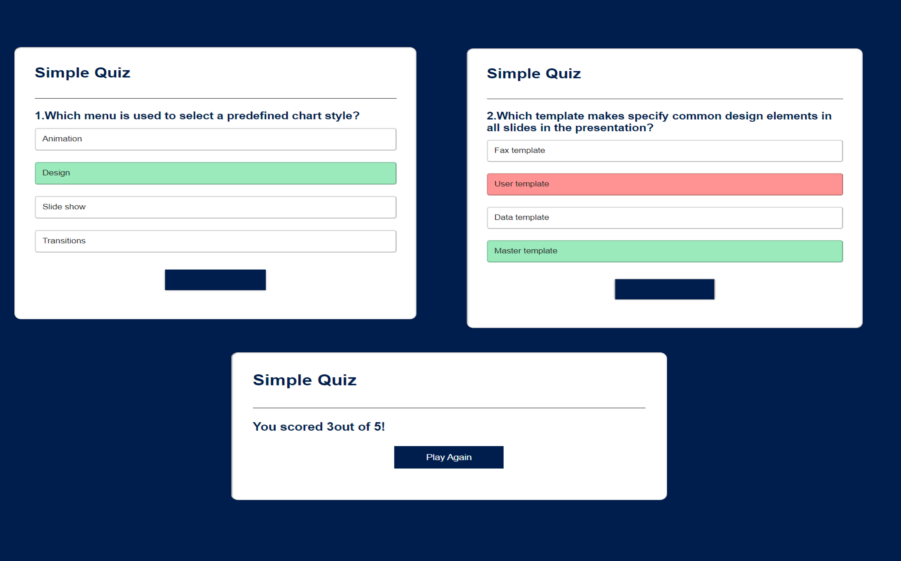 Simple Quiz
1.Which menu is used to select a predefined chart style?
Animation
Design
Slide show
Transitions
Simple Quiz
2.Which template makes specify common design elements in
all slides in the presentation?
Fax template
User template
Data template
Master template
Simple Quiz
You scored 3out of 5!
Play Again